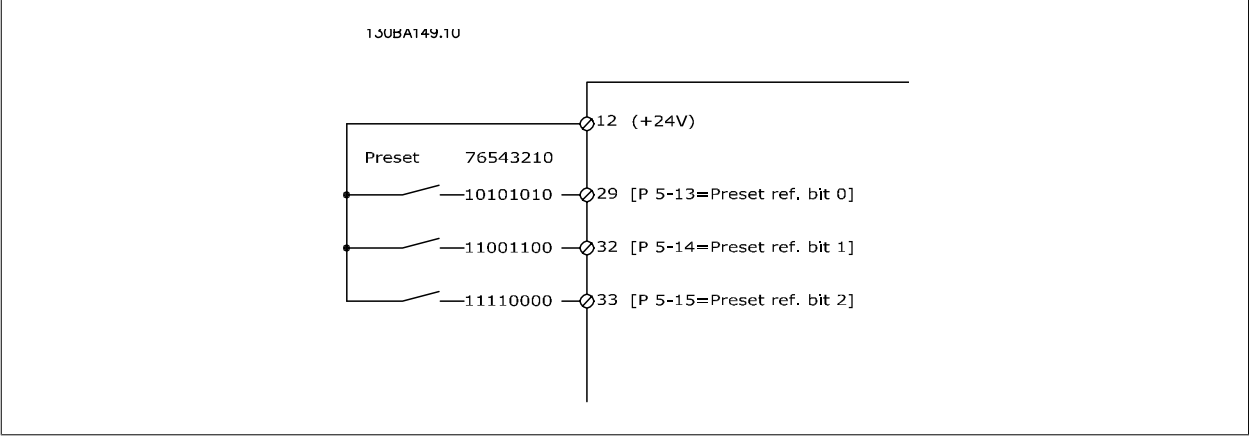 130BA149.10
12 (+24V)
Preset 76543210
10101010 29 [P 5-13=Preset ref. bit 0]
11001100 32 [P 5-14=Preset ref. bit 1]
11110000 33 [P 5-15=Preset ref. bit 2]